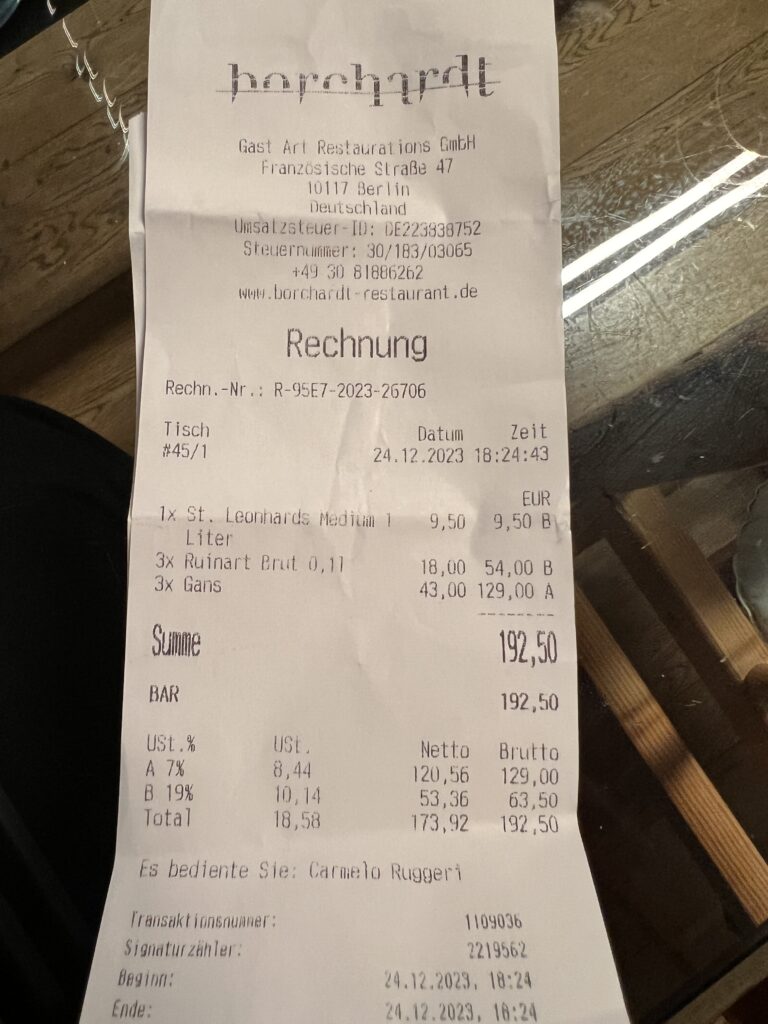 borchardt
Gast Art Restaurations GmbH
Französische Straße 47
10117 Berlin
Deutschland
Umsatzsteuer-ID: DE223938752
Steuernummer: 30/183/03065
+49 30 81886262
www.borchardt-restaurant.de
Rechnung
Rechn.-Nr.: R-95E7-2023-26706
Tisch Datum Zeit
#45/1 24.12.2023 18:24:43
EUR
1x St. Leonhards Medium 1 9,50 9,50 B
Liter
3x Ruinart Brut 0,1l 18,00 54,00 B
3x Gans 43,00 129,00 A
Summe 192,50
BAR 192,50
USt.% USt. Netto Brutto
A 7% 8,44 120,56 129,00
B 19% 10,14 53,36 63,50
Total 18,58 173,92 192,50
Es bediente Sie: Carmelo Ruggeri
Transaktionsnummer: 1109036
Signaturzähler: 2219562
Beginn: 24.12.2023, 18:24
Ende: 24.12.2023, 18:24